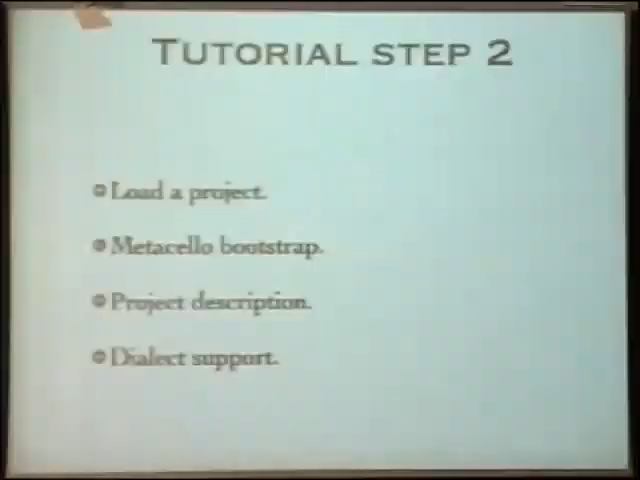 TUTORIAL STEP 2
Load a project.
Metacello bootstrap.
Project description.
Dialect support.